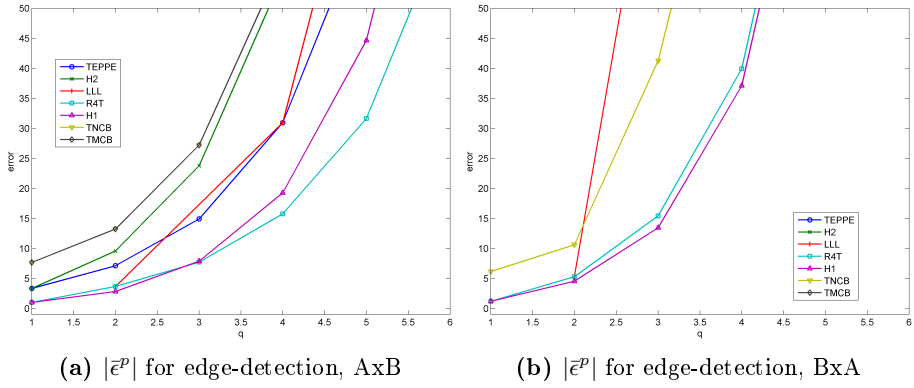 50
45
40
35
30
25
20
15
10
5
0
error
TEPPE
H2
LLL
R4T
H1
TNCB
TMCB
1 1.5 2 2.5 3 3.5 4 4.5 5 5.5 6
q
(a) |ε̄ᵖ| for edge-detection, AxB
50
45
40
35
30
25
20
15
10
5
0
error
TEPPE
H2
LLL
R4T
H1
TNCB
TMCB
1 1.5 2 2.5 3 3.5 4 4.5 5 5.5 6
q
(b) |ε̄ᵖ| for edge-detection, BxA